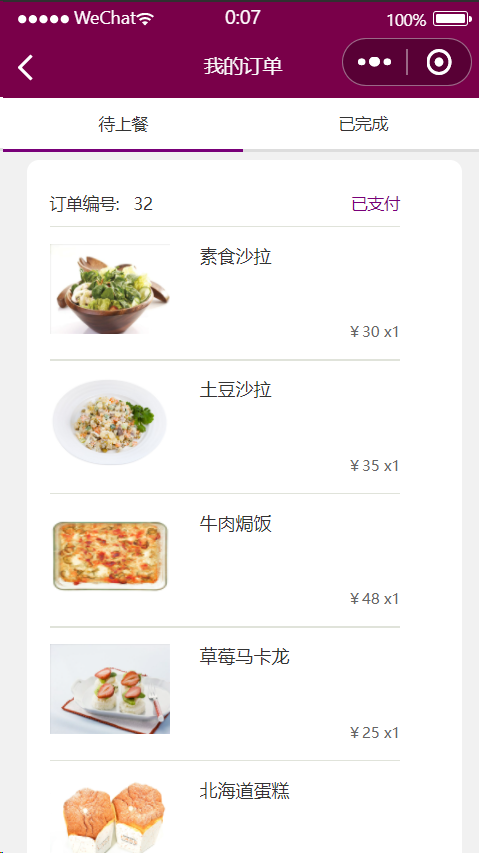 WeChat 0:07 100%
我的订单
待上餐 已完成
订单编号: 32 已支付
素食沙拉
￥30 x1
土豆沙拉
￥35 x1
牛肉焗饭
￥48 x1
草莓马卡龙
￥25 x1
北海道蛋糕